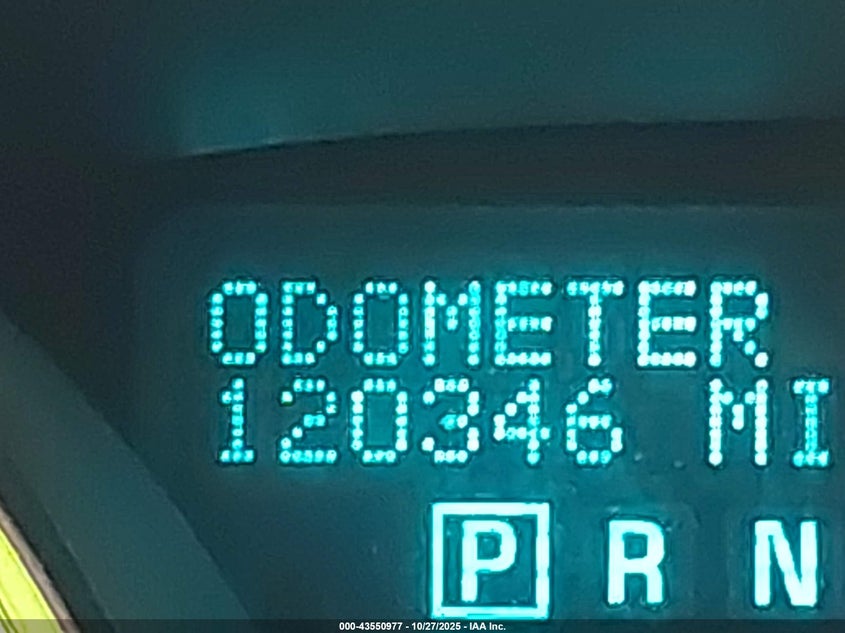 ODOMETER
120346 MI
P R N
000-43550977 - 10/27/2025 - IAA Inc.